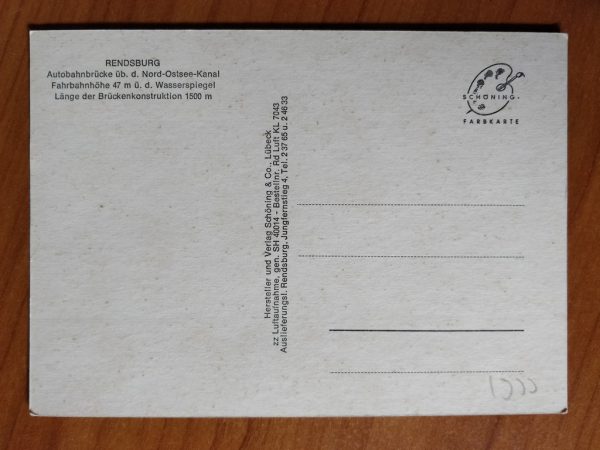 RENDSBURG
Autobahnbrücke üb. d. Nord-Ostsee-Kanal
Fahrbahnhöhe 47 m ü. d. Wasserspiegel
Länge der Brückenkonstruktion 1500 m
SCHÖNING
FARBKARTE
Hersteller und Verlag Schöning & Co., Lübeck
zz Luftaufnahme, gen. SH 40014 - Bestellnr. Rd Luft KL 7043
Auslieferungsl. Rendsburg, Jungfernstieg 4, Tel. 2 37 65 u. 2 46 33